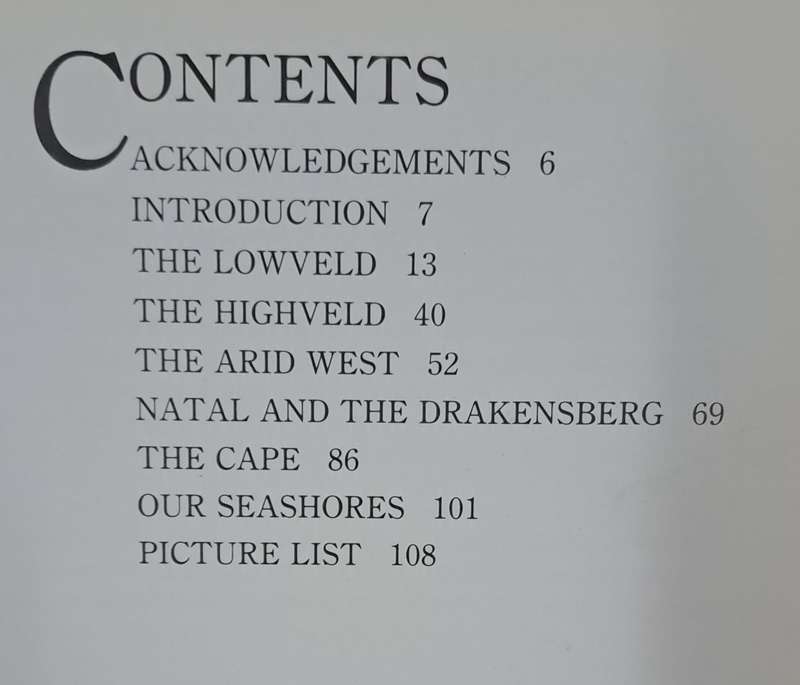 CONTENTS
ACKNOWLEDGEMENTS 6
INTRODUCTION 7
THE LOWVELD 13
THE HIGHVELD 40
THE ARID WEST 52
NATAL AND THE DRAKENSBERG 69
THE CAPE 86
OUR SEASHORES 101
PICTURE LIST 108